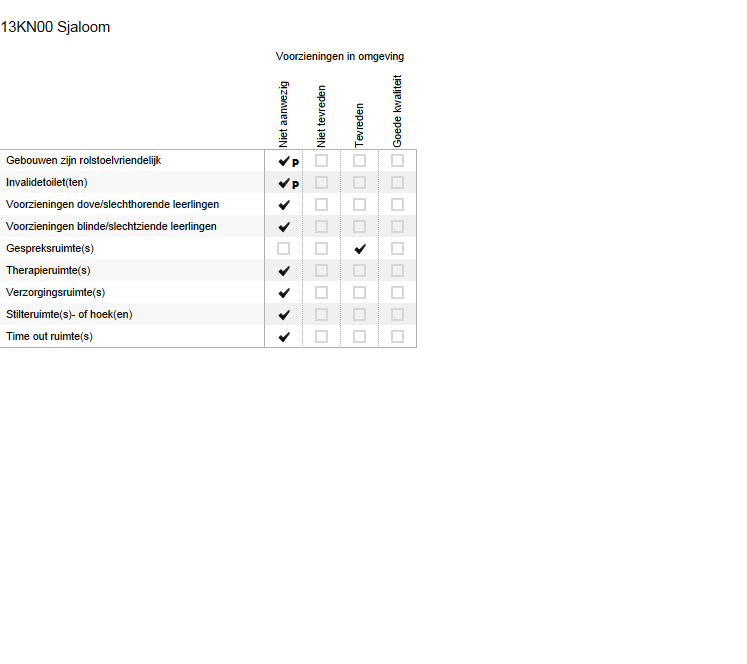 13KN00 Sjaloom
Voorzieningen in omgeving
Niet aanwezig
Niet tevreden
Tevreden
Goede kwaliteit
Gebouwen zijn rolstoelvriendelijk P
Invalidetoilet(ten) P
Voorzieningen dove/slechthorende leerlingen
Voorzieningen blinde/slechtziende leerlingen
Gespreksruimte(s)
Therapieruimte(s)
Verzorgingsruimte(s)
Stilteruimte(s)- of hoek(en)
Time out ruimte(s)